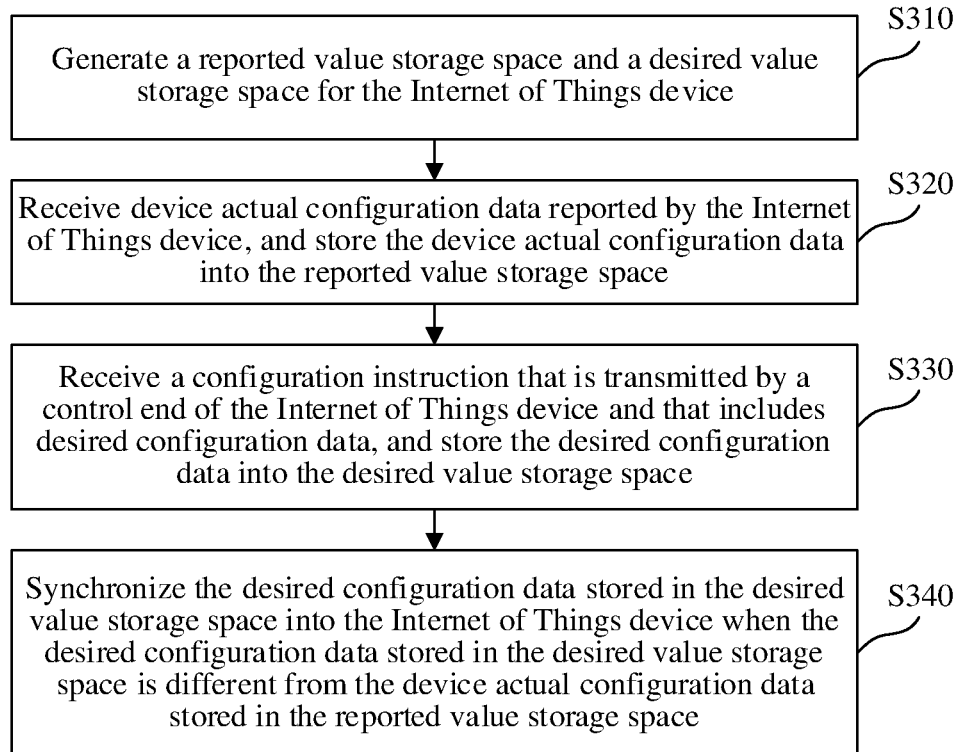 S310
Generate a reported value storage space and a desired value
storage space for the Internet of Things device
S320
Receive device actual configuration data reported by the Internet
of Things device, and store the device actual configuration data
into the reported value storage space
S330
Receive a configuration instruction that is transmitted by a
control end of the Internet of Things device and that includes
desired configuration data, and store the desired configuration
data into the desired value storage space
S340
Synchronize the desired configuration data stored in the desired
value storage space into the Internet of Things device when the
desired configuration data stored in the desired value storage
space is different from the device actual configuration data
stored in the reported value storage space